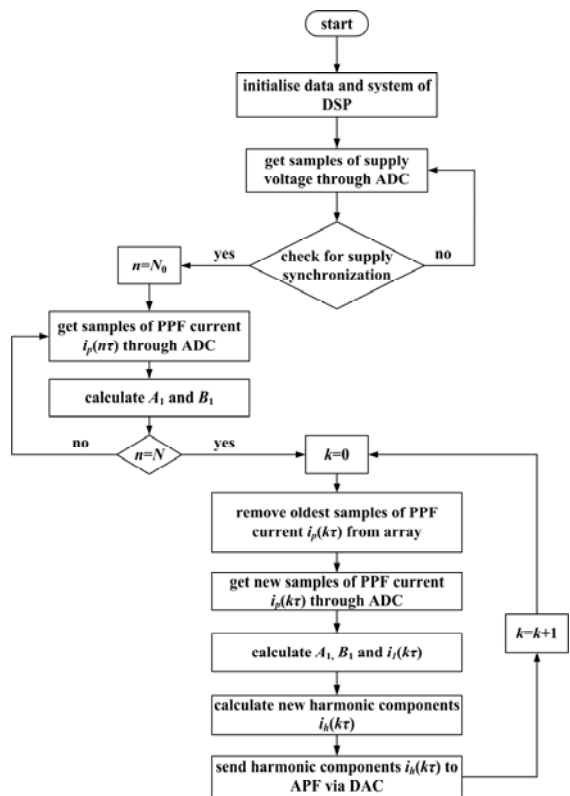 start
initialise data and system of
DSP
get samples of supply
voltage through ADC
check for supply
synchronization
yes
no
n=N₀
get samples of PPF current
iₚ(nτ) through ADC
calculate A₁ and B₁
n=N
no
yes
k=0
remove oldest samples of PPF
current iₚ(kτ) from array
get new samples of PPF current
iₚ(kτ) through ADC
calculate A₁, B₁ and i₁(kτ)
calculate new harmonic components
iₕ(kτ)
send harmonic components iₕ(kτ) to
APF via DAC
k=k+1